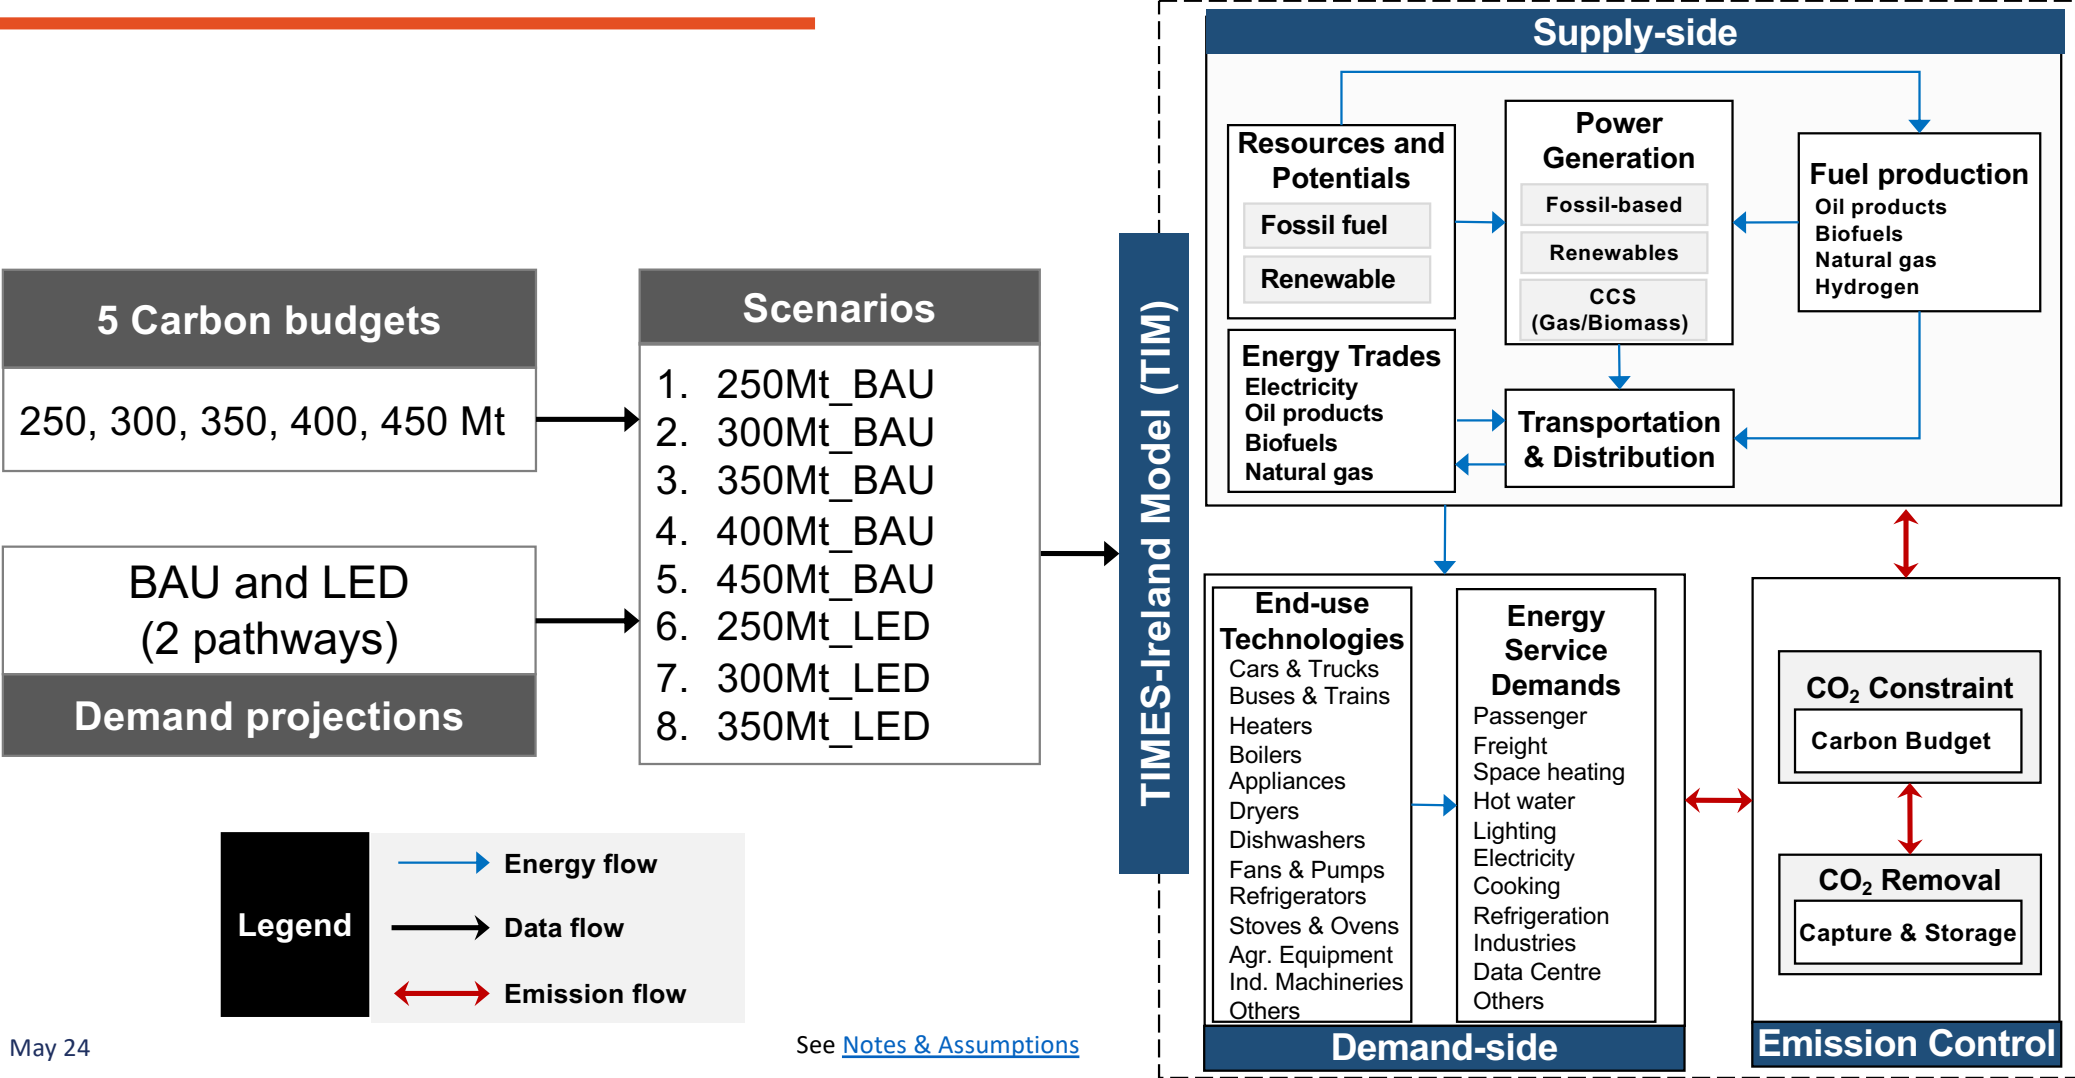 5 Carbon budgets
250, 300, 350, 400, 450 Mt
BAU and LED
(2 pathways)
Demand projections
Scenarios
1. 250Mt_BAU
2. 300Mt_BAU
3. 350Mt_BAU
4. 400Mt_BAU
5. 450Mt_BAU
6. 250Mt_LED
7. 300Mt_LED
8. 350Mt_LED
Legend
Energy flow
Data flow
Emission flow
May 24
See Notes & Assumptions
TIMES-Ireland Model (TIM)
Supply-side
Resources and
Potentials
Fossil fuel
Renewable
Power
Generation
Fossil-based
Renewables
CCS
(Gas/Biomass)
Fuel production
Oil products
Biofuels
Natural gas
Hydrogen
Energy Trades
Electricity
Oil products
Biofuels
Natural gas
Transportation
& Distribution
End-use
Technologies
Cars & Trucks
Buses & Trains
Heaters
Boilers
Appliances
Dryers
Dishwashers
Fans & Pumps
Refrigerators
Stoves & Ovens
Agr. Equipment
Ind. Machineries
Others
Energy
Service
Demands
Passenger
Freight
Space heating
Hot water
Lighting
Electricity
Cooking
Refrigeration
Industries
Data Centre
Others
Demand-side
CO₂ Constraint
Carbon Budget
CO₂ Removal
Capture & Storage
Emission Control